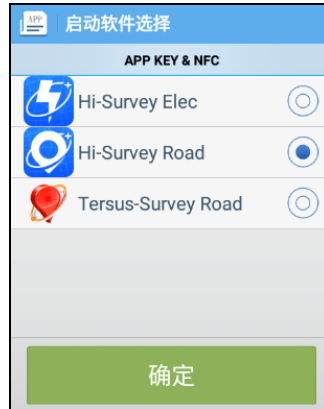 APP
启动软件选择
APP KEY & NFC
Hi-Survey Elec
Hi-Survey Road
Tersus-Survey Road
确定